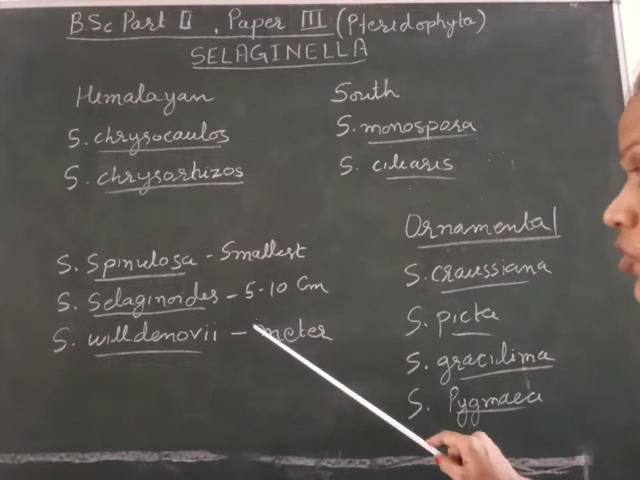 B.Sc Part II, Paper III (Pteridophyta)
SELAGINELLA
Himalayan
S. chrysocaulos
S. chrysorhizos
South
S. monospora
S. ciliaris
S. Spinulosa - Smallest
S. Selaginoides - 5-10 Cm
S. willdenovii - meter
Ornamental
S. craussiana
S. picta
S. gracilima
S. Pygmaea